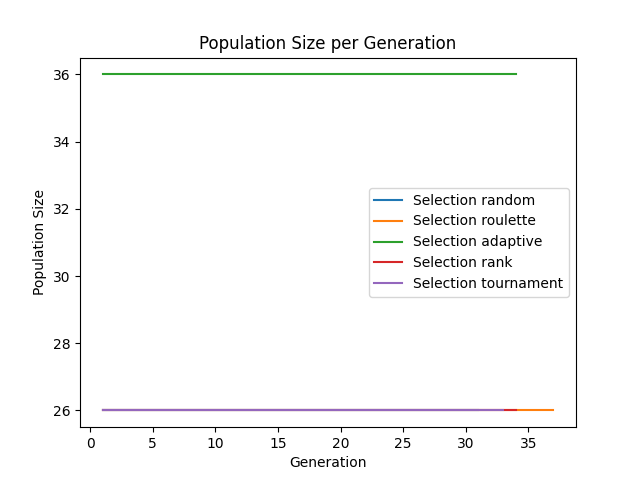 Population Size per Generation
36
34
32
30
28
26
Population Size
Selection random
Selection roulette
Selection adaptive
Selection rank
Selection tournament
0 5 10 15 20 25 30 35
Generation